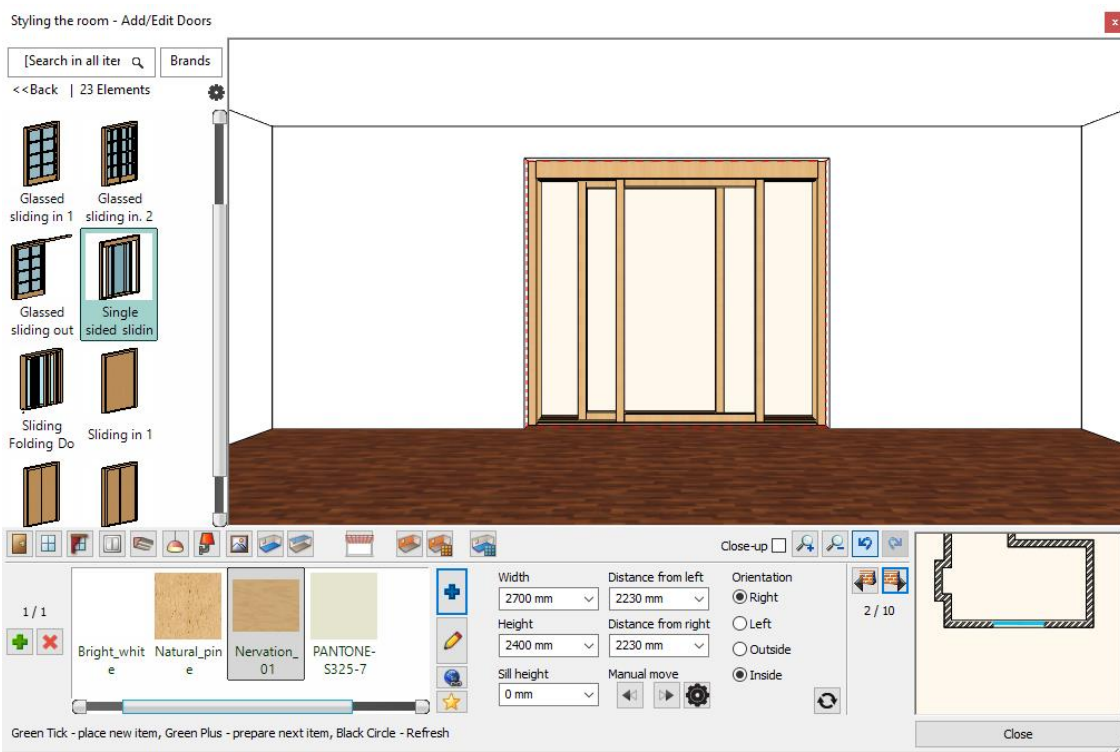 Styling the room - Add/Edit Doors
x
[Search in all iter
Brands
<<Back | 23 Elements
Glassed
sliding in 1
Glassed
sliding in. 2
Glassed
sliding out
Single
sided slidin
Sliding
Folding Do
Sliding in 1
Close-up
1 / 1
Bright_whit
e
Natural_pin
e
Nervation_
01
PANTONE-
S325-7
Width
2700 mm
Height
2400 mm
Sill height
0 mm
Distance from left
2230 mm
Distance from right
2230 mm
Manual move
Orientation
Right
Left
Outside
Inside
2 / 10
Green Tick - place new item, Green Plus - prepare next item, Black Circle - Refresh
Close